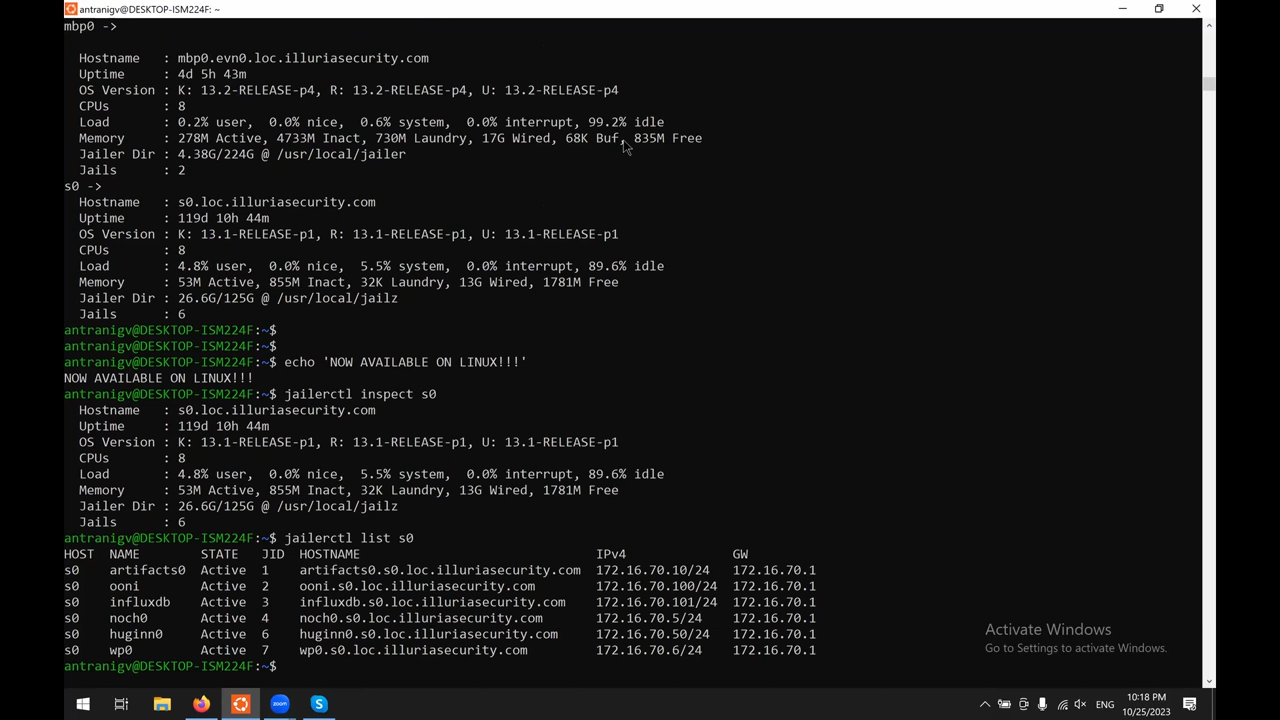 antranigv@DESKTOP-ISM224F: ~
mbp0 ->
Hostname : mbp0.evn0.loc.illuriasecurity.com
Uptime : 4d 5h 43m
OS Version : K: 13.2-RELEASE-p4, R: 13.2-RELEASE-p4, U: 13.2-RELEASE-p4
CPUs : 8
Load : 0.2% user, 0.0% nice, 0.6% system, 0.0% interrupt, 99.2% idle
Memory : 278M Active, 4733M Inact, 730M Laundry, 17G Wired, 68K Buf, 835M Free
Jailer Dir : 4.38G/224G @ /usr/local/jailer
Jails : 2
s0 ->
Hostname : s0.loc.illuriasecurity.com
Uptime : 119d 10h 44m
OS Version : K: 13.1-RELEASE-p1, R: 13.1-RELEASE-p1, U: 13.1-RELEASE-p1
CPUs : 8
Load : 4.8% user, 0.0% nice, 5.5% system, 0.0% interrupt, 89.6% idle
Memory : 53M Active, 855M Inact, 32K Laundry, 13G Wired, 1781M Free
Jailer Dir : 26.6G/125G @ /usr/local/jailz
Jails : 6
antranigv@DESKTOP-ISM224F:~$
antranigv@DESKTOP-ISM224F:~$
antranigv@DESKTOP-ISM224F:~$ echo 'NOW AVAILABLE ON LINUX!!!'
NOW AVAILABLE ON LINUX!!!
antranigv@DESKTOP-ISM224F:~$ jailerctl inspect s0
Hostname : s0.loc.illuriasecurity.com
Uptime : 119d 10h 44m
OS Version : K: 13.1-RELEASE-p1, R: 13.1-RELEASE-p1, U: 13.1-RELEASE-p1
CPUs : 8
Load : 4.8% user, 0.0% nice, 5.5% system, 0.0% interrupt, 89.6% idle
Memory : 53M Active, 855M Inact, 32K Laundry, 13G Wired, 1781M Free
Jailer Dir : 26.6G/125G @ /usr/local/jailz
Jails : 6
antranigv@DESKTOP-ISM224F:~$ jailerctl list s0
HOST NAME STATE JID HOSTNAME IPv4 GW
s0 artifacts0 Active 1 artifacts0.s0.loc.illuriasecurity.com 172.16.70.10/24 172.16.70.1
s0 ooni Active 2 ooni.s0.loc.illuriasecurity.com 172.16.70.100/24 172.16.70.1
s0 influxdb Active 3 influxdb.s0.loc.illuriasecurity.com 172.16.70.101/24 172.16.70.1
s0 noch0 Active 4 noch0.s0.loc.illuriasecurity.com 172.16.70.5/24 172.16.70.1
s0 huginn0 Active 6 huginn0.s0.loc.illuriasecurity.com 172.16.70.50/24 172.16.70.1
s0 wp0 Active 7 wp0.s0.loc.illuriasecurity.com 172.16.70.6/24 172.16.70.1
antranigv@DESKTOP-ISM224F:~$
Activate Windows
Go to Settings to activate Windows.
zoom
S
ENG
10:18 PM
10/25/2023